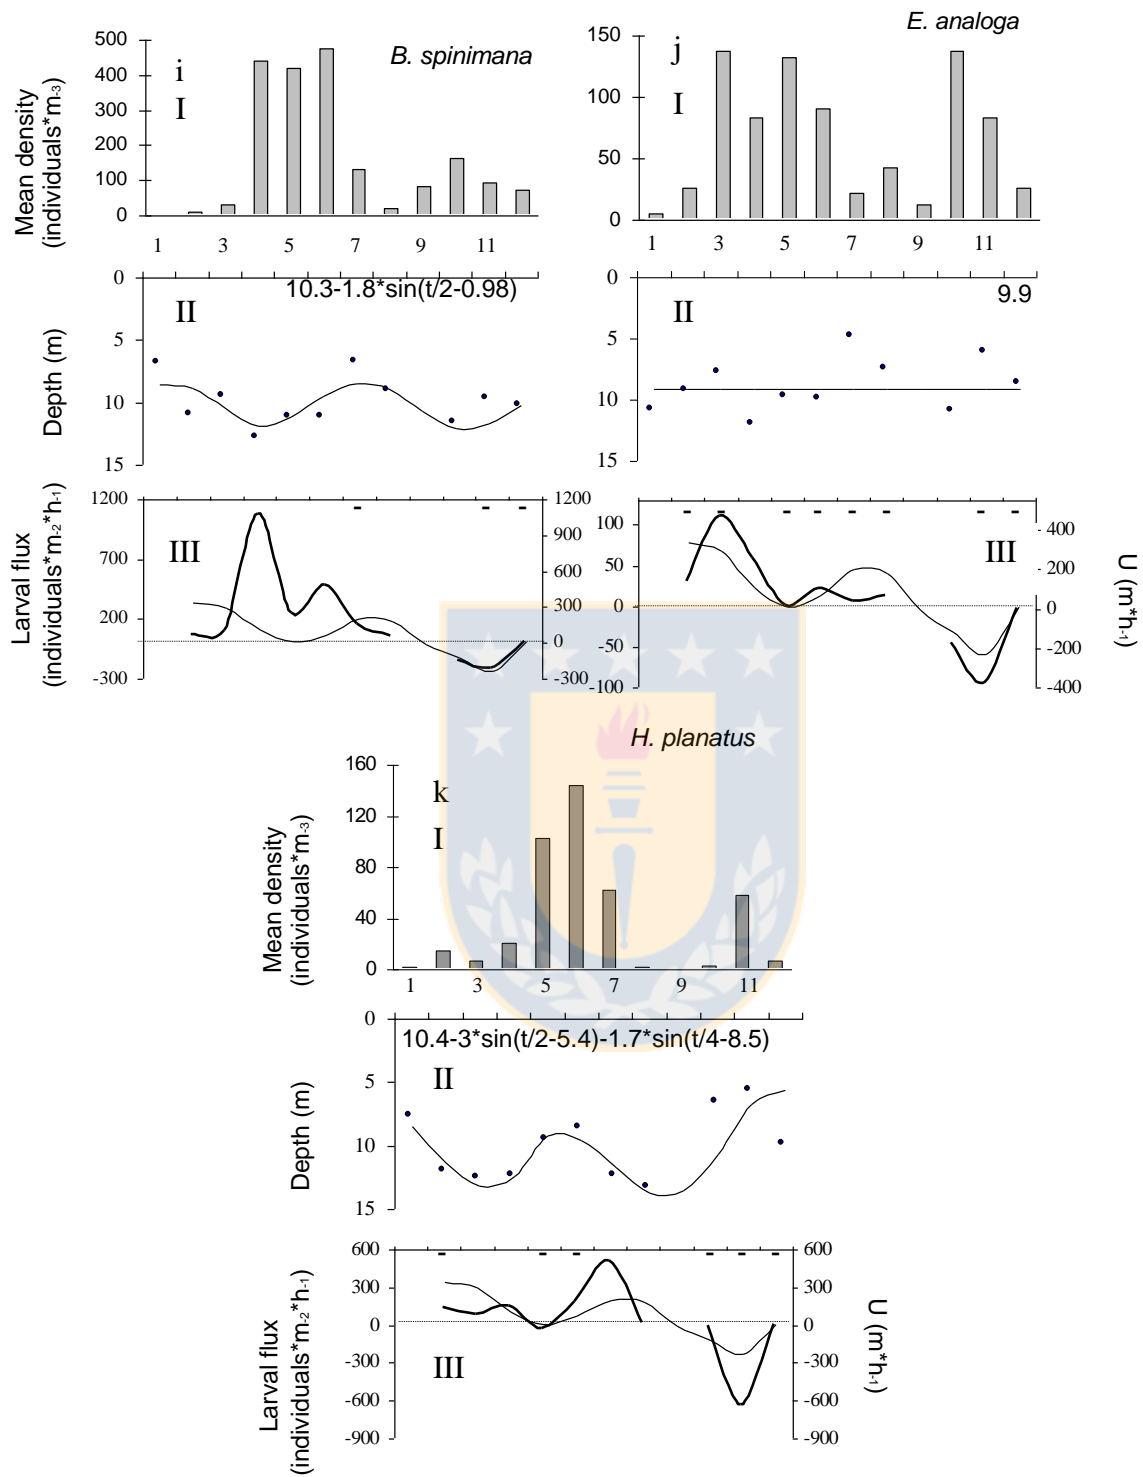 B. spinimana
i
I
Mean density
(individuals*m-3)
500
400
300
200
100
0
1 3 5 7 9 11
10.3-1.8*sin(t/2-0.98)
II
Depth (m)
0
5
10
15
III
Larval flux
(individuals*m-2*h-1)
1200
700
200
-300
1200
900
600
300
0
-300
E. analoga
j
I
150
100
50
0
1 3 5 7 9 11
9.9
II
0
5
10
15
III
100
50
0
-50
-100
400
200
0
-200
-400
U (m*h-1)
H. planatus
k
I
Mean density
(individuals*m-3)
160
120
80
40
0
1 3 5 7 9 11
10.4-3*sin(t/2-5.4)-1.7*sin(t/4-8.5)
II
Depth (m)
0
5
10
15
III
Larval flux
(individuals*m-2*h-1)
600
300
0
-300
-600
-900
600
300
0
-300
-600
-900
U (m*h-1)